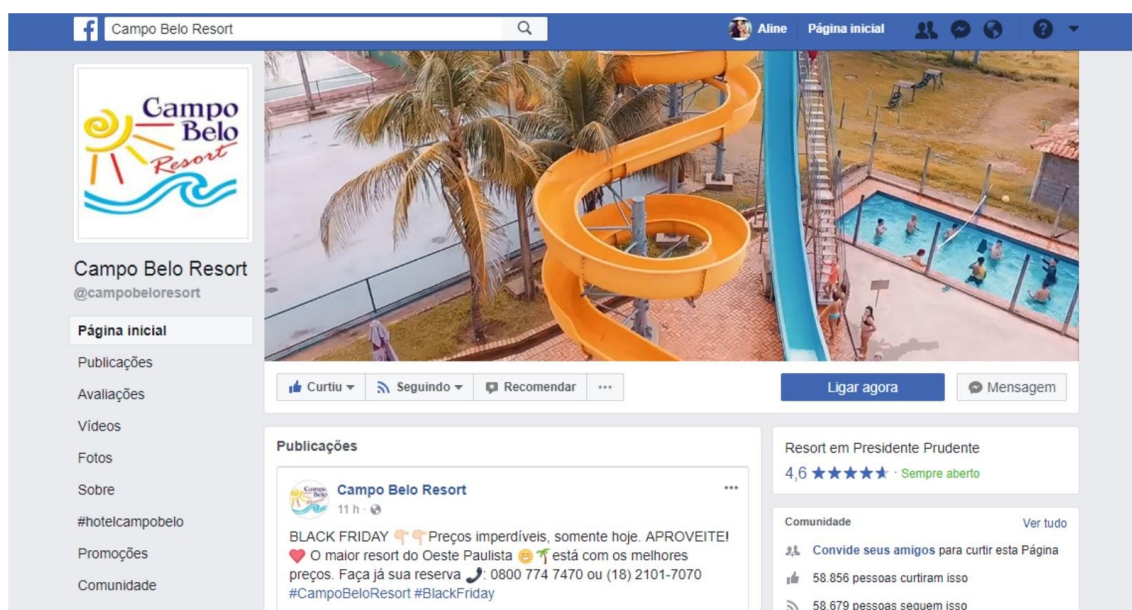 Campo Belo Resort
Aline
Página inicial
Campo
Belo
Resort
Campo Belo Resort
@campobeloresort
Página inicial
Publicações
Avaliações
Vídeos
Fotos
Sobre
#hotelcampobelo
Promoções
Comunidade
Curtiu
Seguindo
Recomendar
Ligar agora
Mensagem
Publicações
Campo Belo Resort
11 h
BLACK FRIDAY 👇🏻👇🏻Preços imperdíveis, somente hoje. APROVEITE!
❤ O maior resort do Oeste Paulista 😁🌴está com os melhores
preços. Faça já sua reserva 📞: 0800 774 7470 ou (18) 2101-7070
#CampoBeloResort #BlackFriday
Resort em Presidente Prudente
4,6 ★★★★★ · Sempre aberto
Comunidade
Ver tudo
Convide seus amigos para curtir esta Página
58.856 pessoas curtiram isso
58.679 pessoas seguem isso